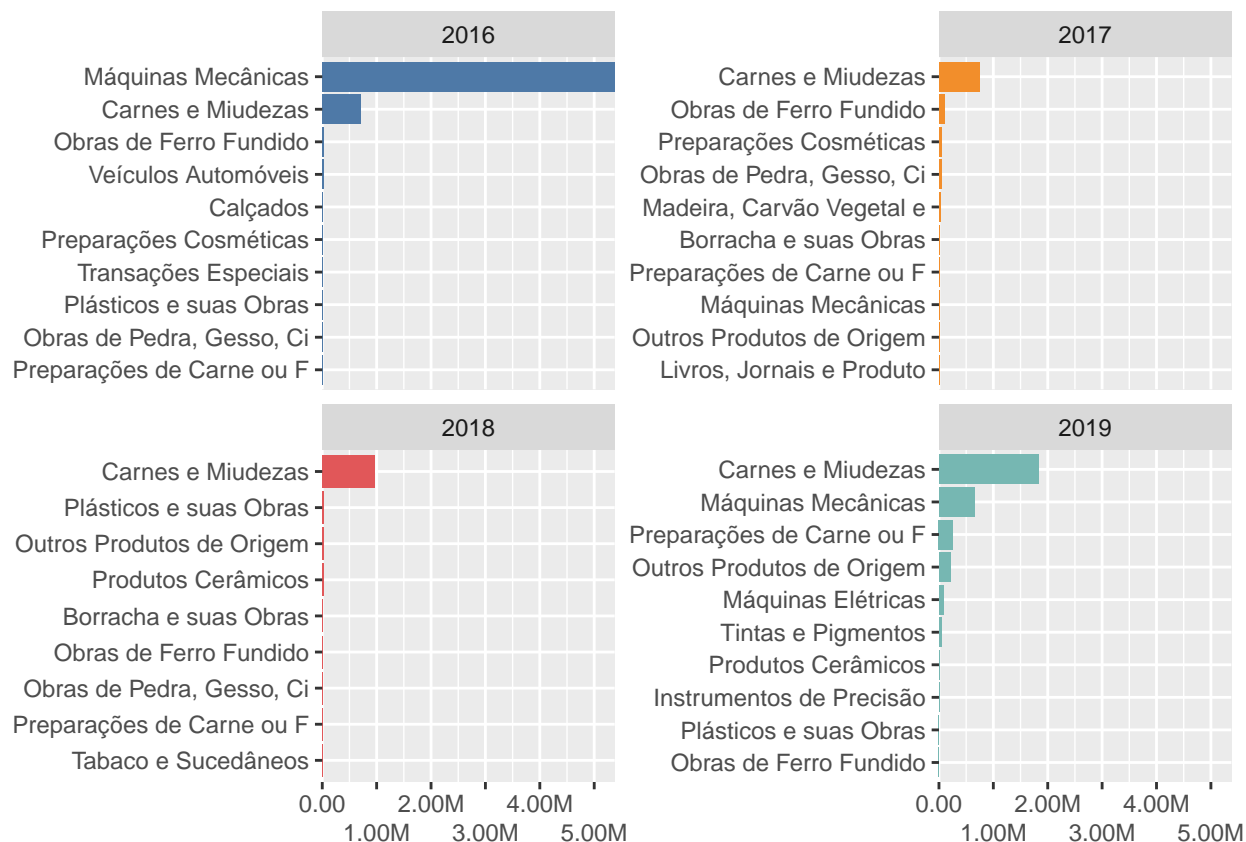 2016
Máquinas Mecânicas
Carnes e Miudezas
Obras de Ferro Fundido
Veículos Automóveis
Calçados
Preparações Cosméticas
Transações Especiais
Plásticos e suas Obras
Obras de Pedra, Gesso, Ci
Preparações de Carne ou F
2017
Carnes e Miudezas
Obras de Ferro Fundido
Preparações Cosméticas
Obras de Pedra, Gesso, Ci
Madeira, Carvão Vegetal e
Borracha e suas Obras
Preparações de Carne ou F
Máquinas Mecânicas
Outros Produtos de Origem
Livros, Jornais e Produto
2018
Carnes e Miudezas
Plásticos e suas Obras
Outros Produtos de Origem
Produtos Cerâmicos
Borracha e suas Obras
Obras de Ferro Fundido
Obras de Pedra, Gesso, Ci
Preparações de Carne ou F
Tabaco e Sucedâneos
0.00 2.00M 4.00M
1.00M 3.00M 5.00M
2019
Carnes e Miudezas
Máquinas Mecânicas
Preparações de Carne ou F
Outros Produtos de Origem
Máquinas Elétricas
Tintas e Pigmentos
Produtos Cerâmicos
Instrumentos de Precisão
Plásticos e suas Obras
Obras de Ferro Fundido
0.00 2.00M 4.00M
1.00M 3.00M 5.00M